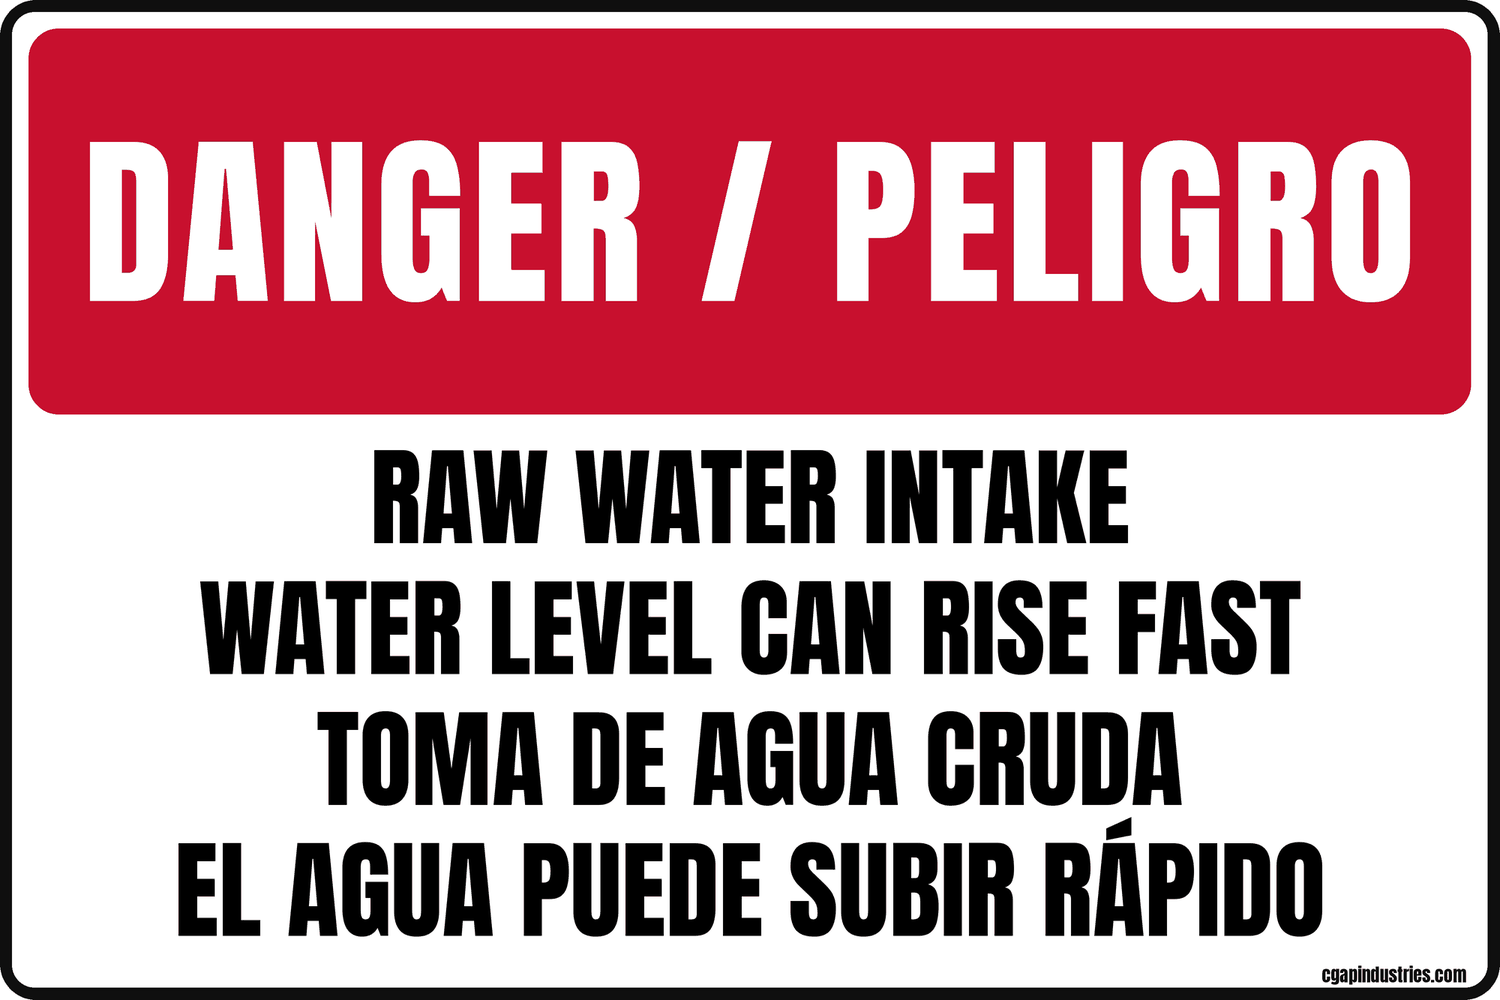 DANGER / PELIGRO
RAW WATER INTAKE
WATER LEVEL CAN RISE FAST
TOMA DE AGUA CRUDA
EL AGUA PUEDE SUBIR RÁPIDO
cgapindustries.com